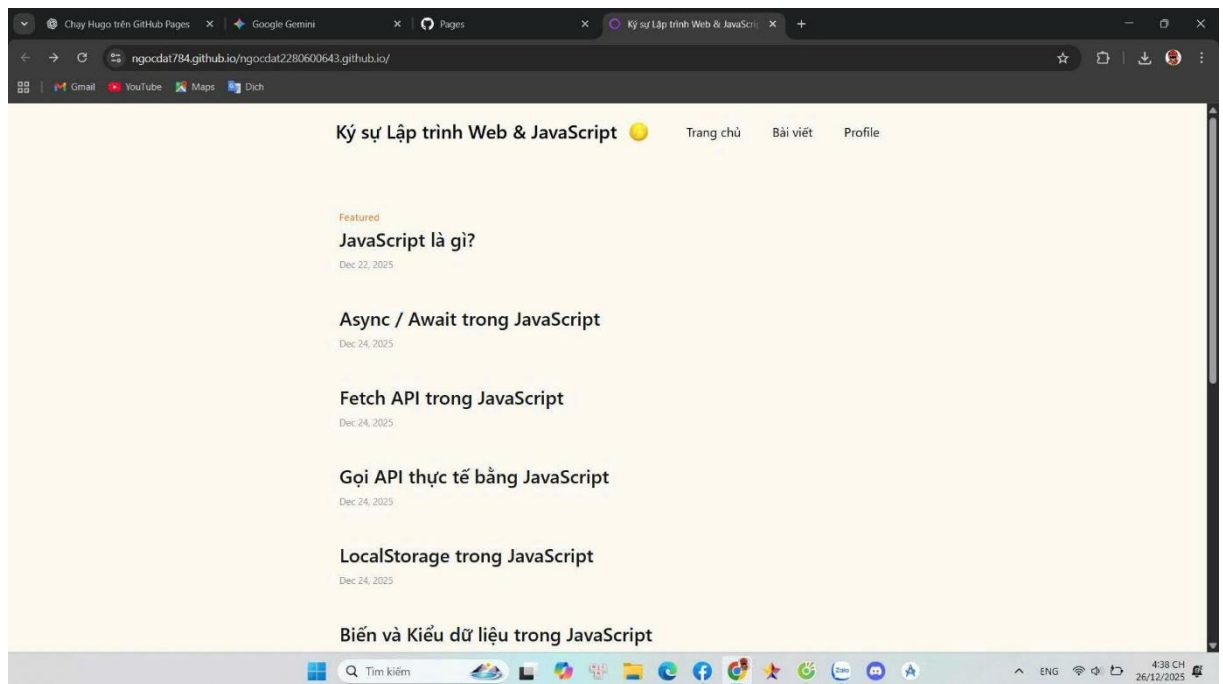 Chạy Hugo trên GitHub Pages
Google Gemini
Pages
Ký sự Lập trình Web & JavaScri
ngocdat784.github.io/ngocdat2280600643.github.io/
Gmail
YouTube
Maps
Dịch
Ký sự Lập trình Web & JavaScript
Trang chủ
Bài viết
Profile
Featured
JavaScript là gì?
Dec 22, 2025
Async / Await trong JavaScript
Dec 24, 2025
Fetch API trong JavaScript
Dec 24, 2025
Gọi API thực tế bằng JavaScript
Dec 24, 2025
LocalStorage trong JavaScript
Dec 24, 2025
Biến và Kiểu dữ liệu trong JavaScript
Tìm kiếm
Zalo
ENG
4:38 CH
26/12/2025